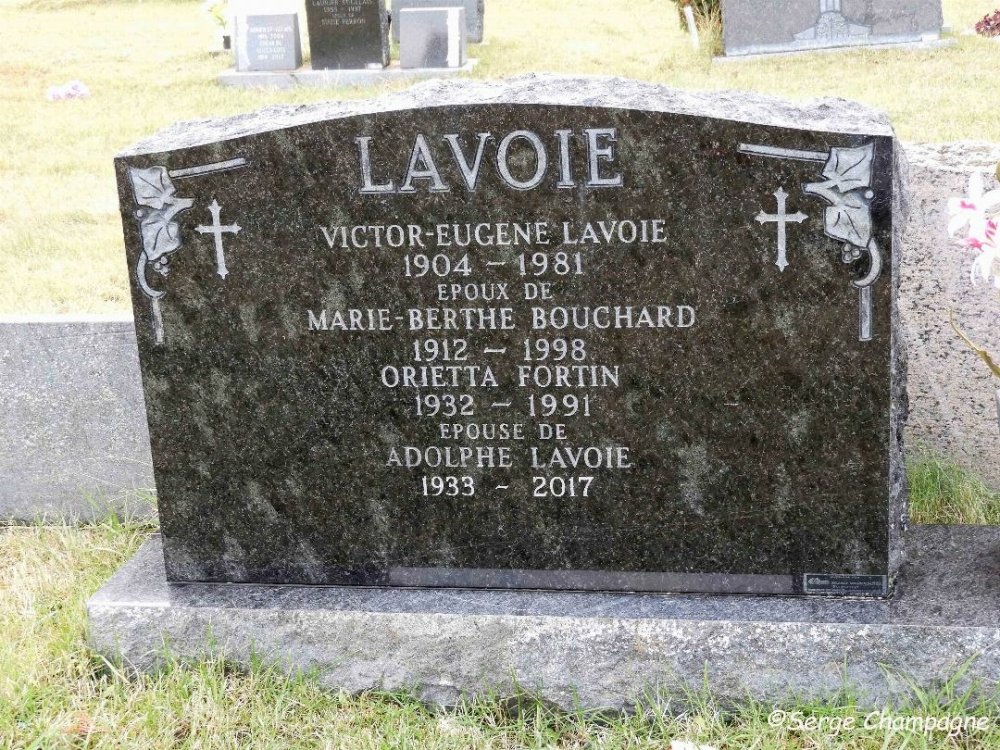 LAVOIE
VICTOR-EUGENE LAVOIE
1904 - 1981
EPOUX DE
MARIE-BERTHE BOUCHARD
1912 - 1998
ORIETTA FORTIN
1932 - 1991
EPOUSE DE
ADOLPHE LAVOIE
1933 - 2017
©Serge Champagne